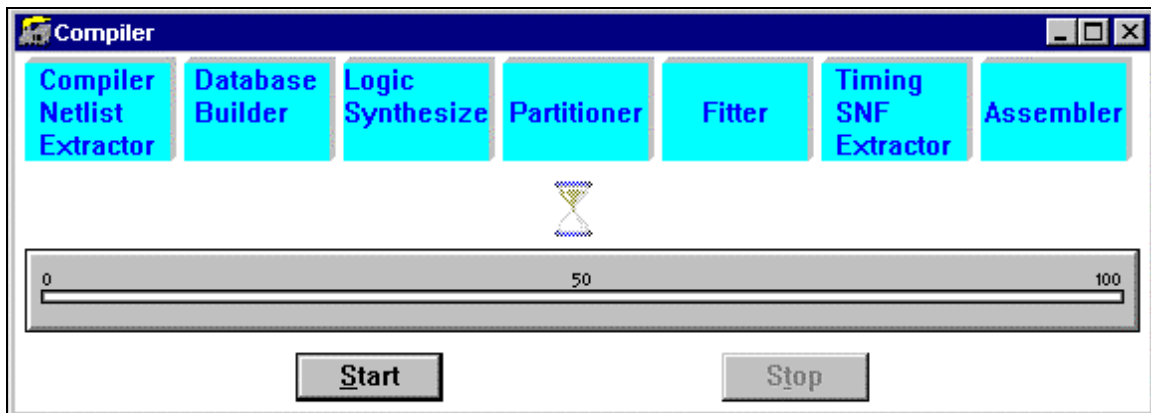 Compiler
Compiler
Netlist
Extractor
Database
Builder
Logic
Synthesize
Partitioner
Fitter
Timing
SNF
Extractor
Assembler
0 50 100
Start
Stop